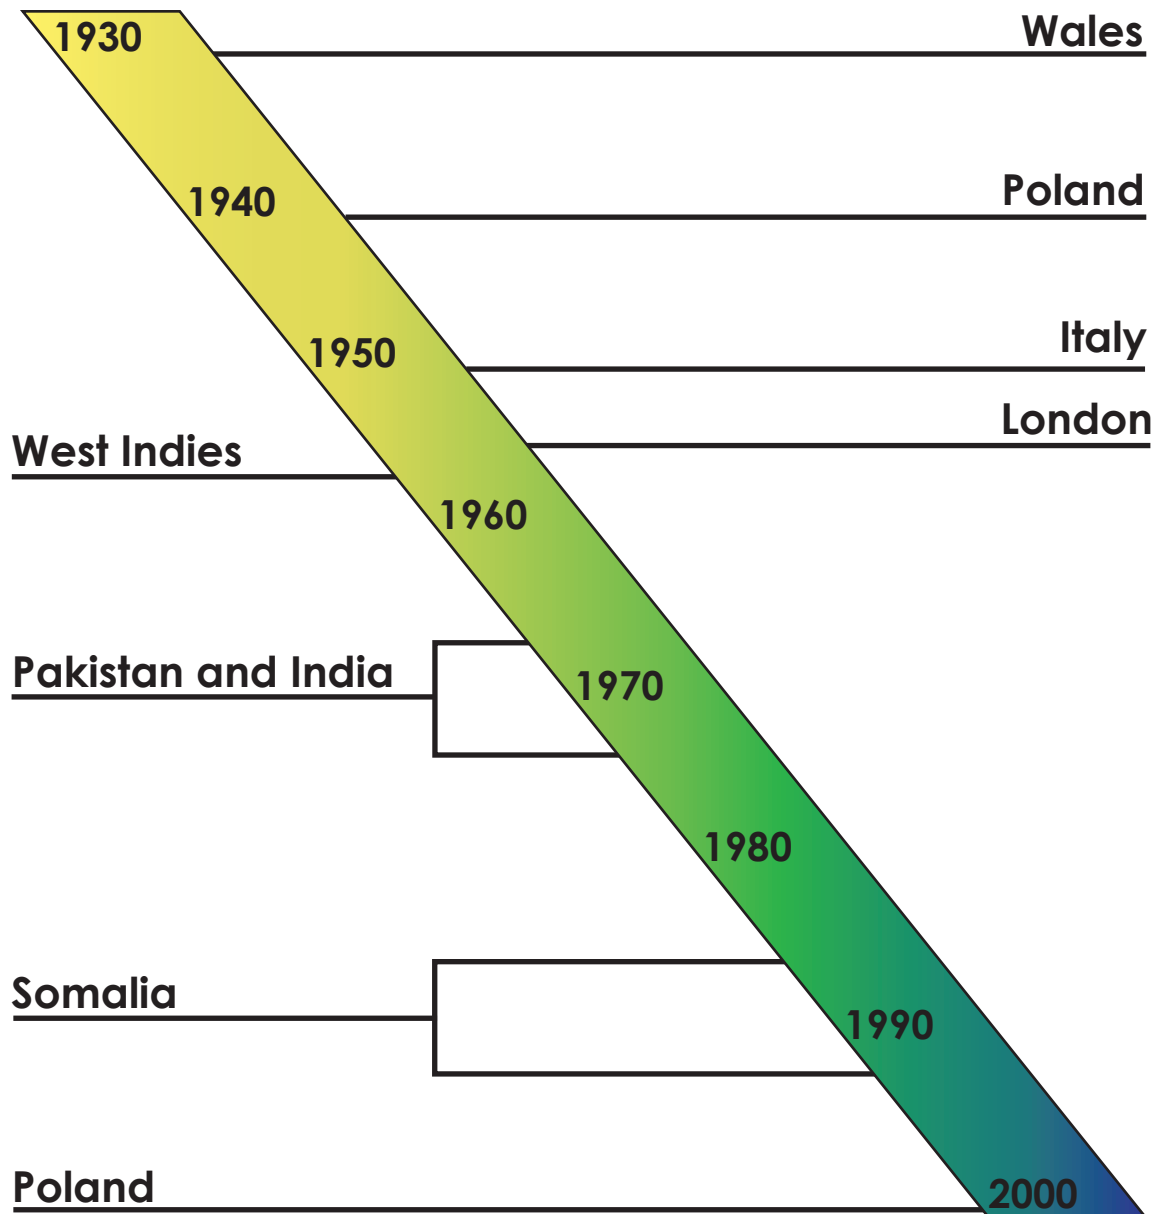 1930
Wales
1940
Poland
1950
Italy
London
West Indies
1960
Pakistan and India
1970
1980
Somalia
1990
Poland
2000